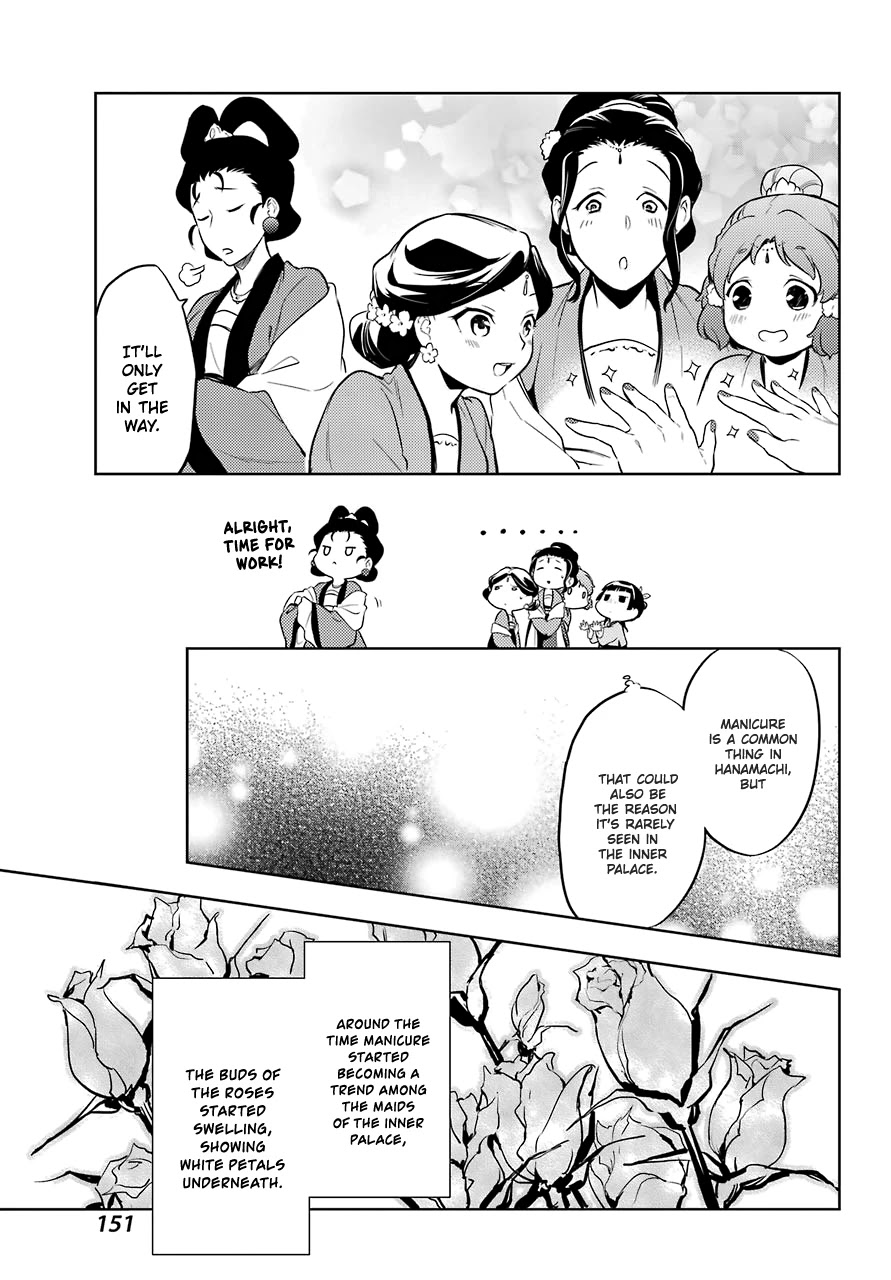 IT'LL
ONLY
GET
IN THE
WAY.
ALRIGHT,
TIME FOR
WORK!
......
MANICURE
IS A COMMON
THING IN
HANAMACHI,
BUT
THAT COULD
ALSO BE
THE REASON
IT'S RARELY
SEEN IN
THE INNER
PALACE.
AROUND THE
TIME MANICURE
STARTED
BECOMING A
TREND AMONG
THE MAIDS
OF THE INNER
PALACE,
THE BUDS OF
THE ROSES
STARTED
SWELLING,
SHOWING
WHITE PETALS
UNDERNEATH.
151